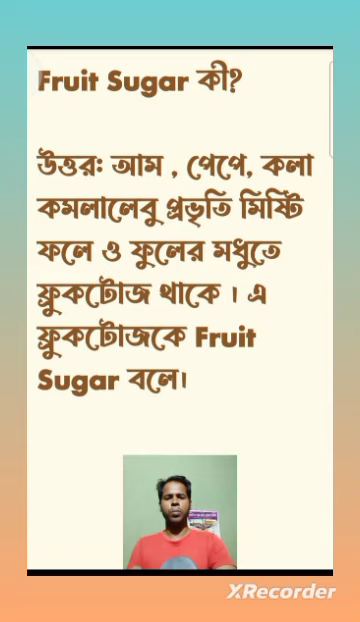 Fruit Sugar কী?
উত্তরঃ আম , পেপে, কলা
কমলালেবু প্রভৃতি মিষ্টি
ফলে ও ফুলের মধুতে
ফ্রুকটোজ থাকে । এ
ফ্রুকটোজকে Fruit
Sugar বলে।
XRecorder